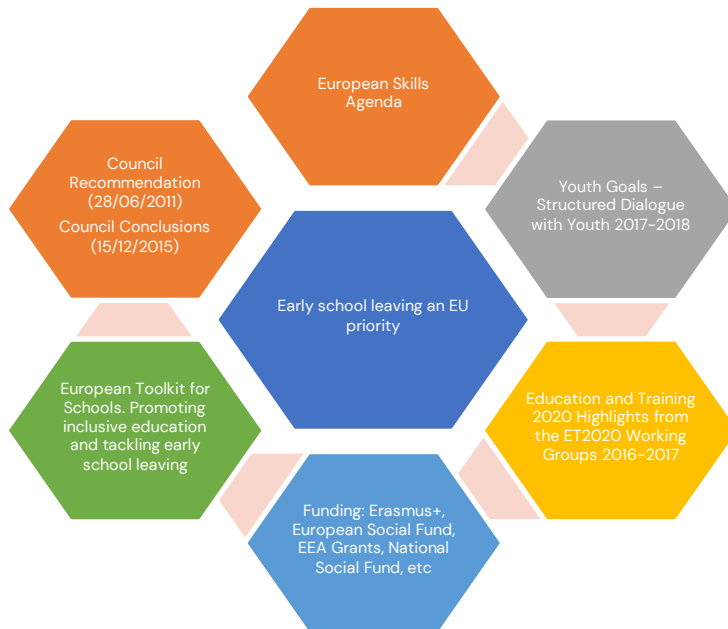 European Skills
Agenda
Council
Recommendation
(28/06/2011)
Council Conclusions
(15/12/2015)
Youth Goals –
Structured Dialogue
with Youth 2017-2018
Early school leaving an EU
priority
European Toolkit for
Schools. Promoting
inclusive education
and tackling early
school leaving
Education and Training
2020 Highlights from
the ET2020 Working
Groups 2016-2017
Funding: Erasmus+,
European Social Fund,
EEA Grants, National
Social Fund, etc